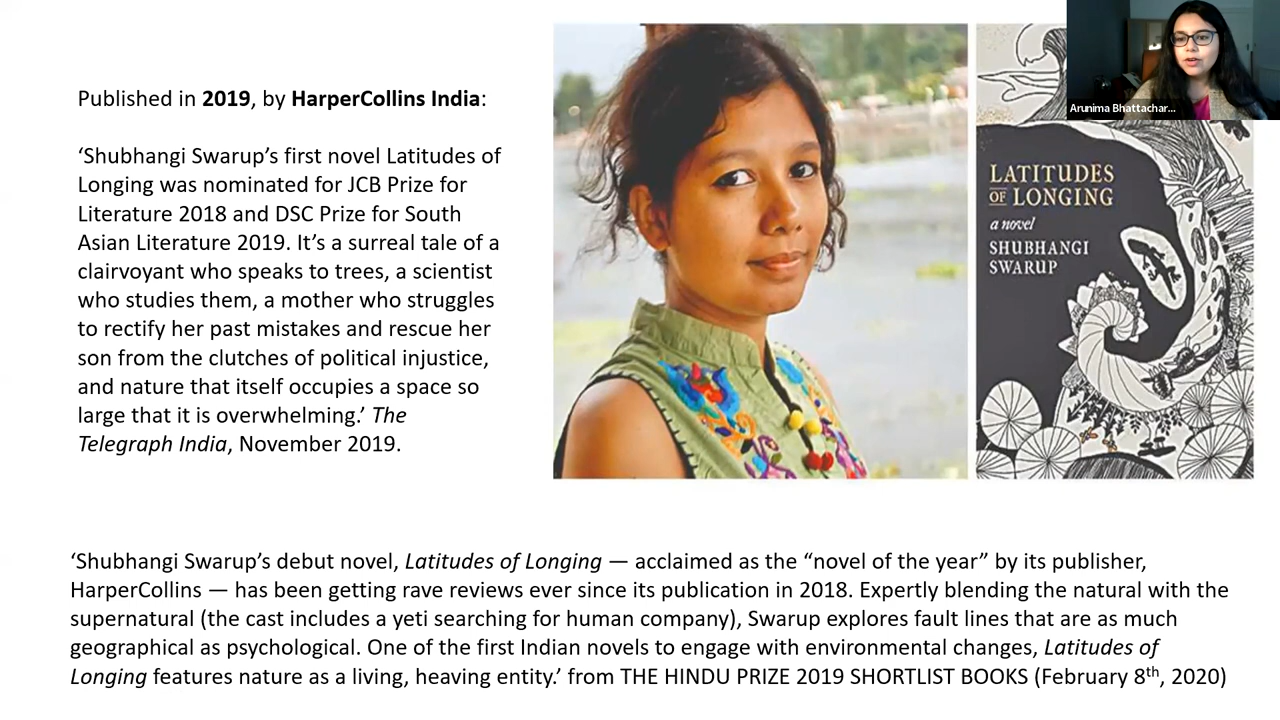 Published in 2019, by HarperCollins India:
‘Shubhangi Swarup’s first novel Latitudes of
Longing was nominated for JCB Prize for
Literature 2018 and DSC Prize for South
Asian Literature 2019. It’s a surreal tale of a
clairvoyant who speaks to trees, a scientist
who studies them, a mother who struggles
to rectify her past mistakes and rescue her
son from the clutches of political injustice,
and nature that itself occupies a space so
large that it is overwhelming.’ The
Telegraph India, November 2019.
LATITUDES
OF LONGING
a novel
SHUBHANGI
SWARUP
Arunima Bhattachar...
‘Shubhangi Swarup’s debut novel, Latitudes of Longing — acclaimed as the “novel of the year” by its publisher,
HarperCollins — has been getting rave reviews ever since its publication in 2018. Expertly blending the natural with the
supernatural (the cast includes a yeti searching for human company), Swarup explores fault lines that are as much
geographical as psychological. One of the first Indian novels to engage with environmental changes, Latitudes of
Longing features nature as a living, heaving entity.’ from THE HINDU PRIZE 2019 SHORTLIST BOOKS (February 8th, 2020)